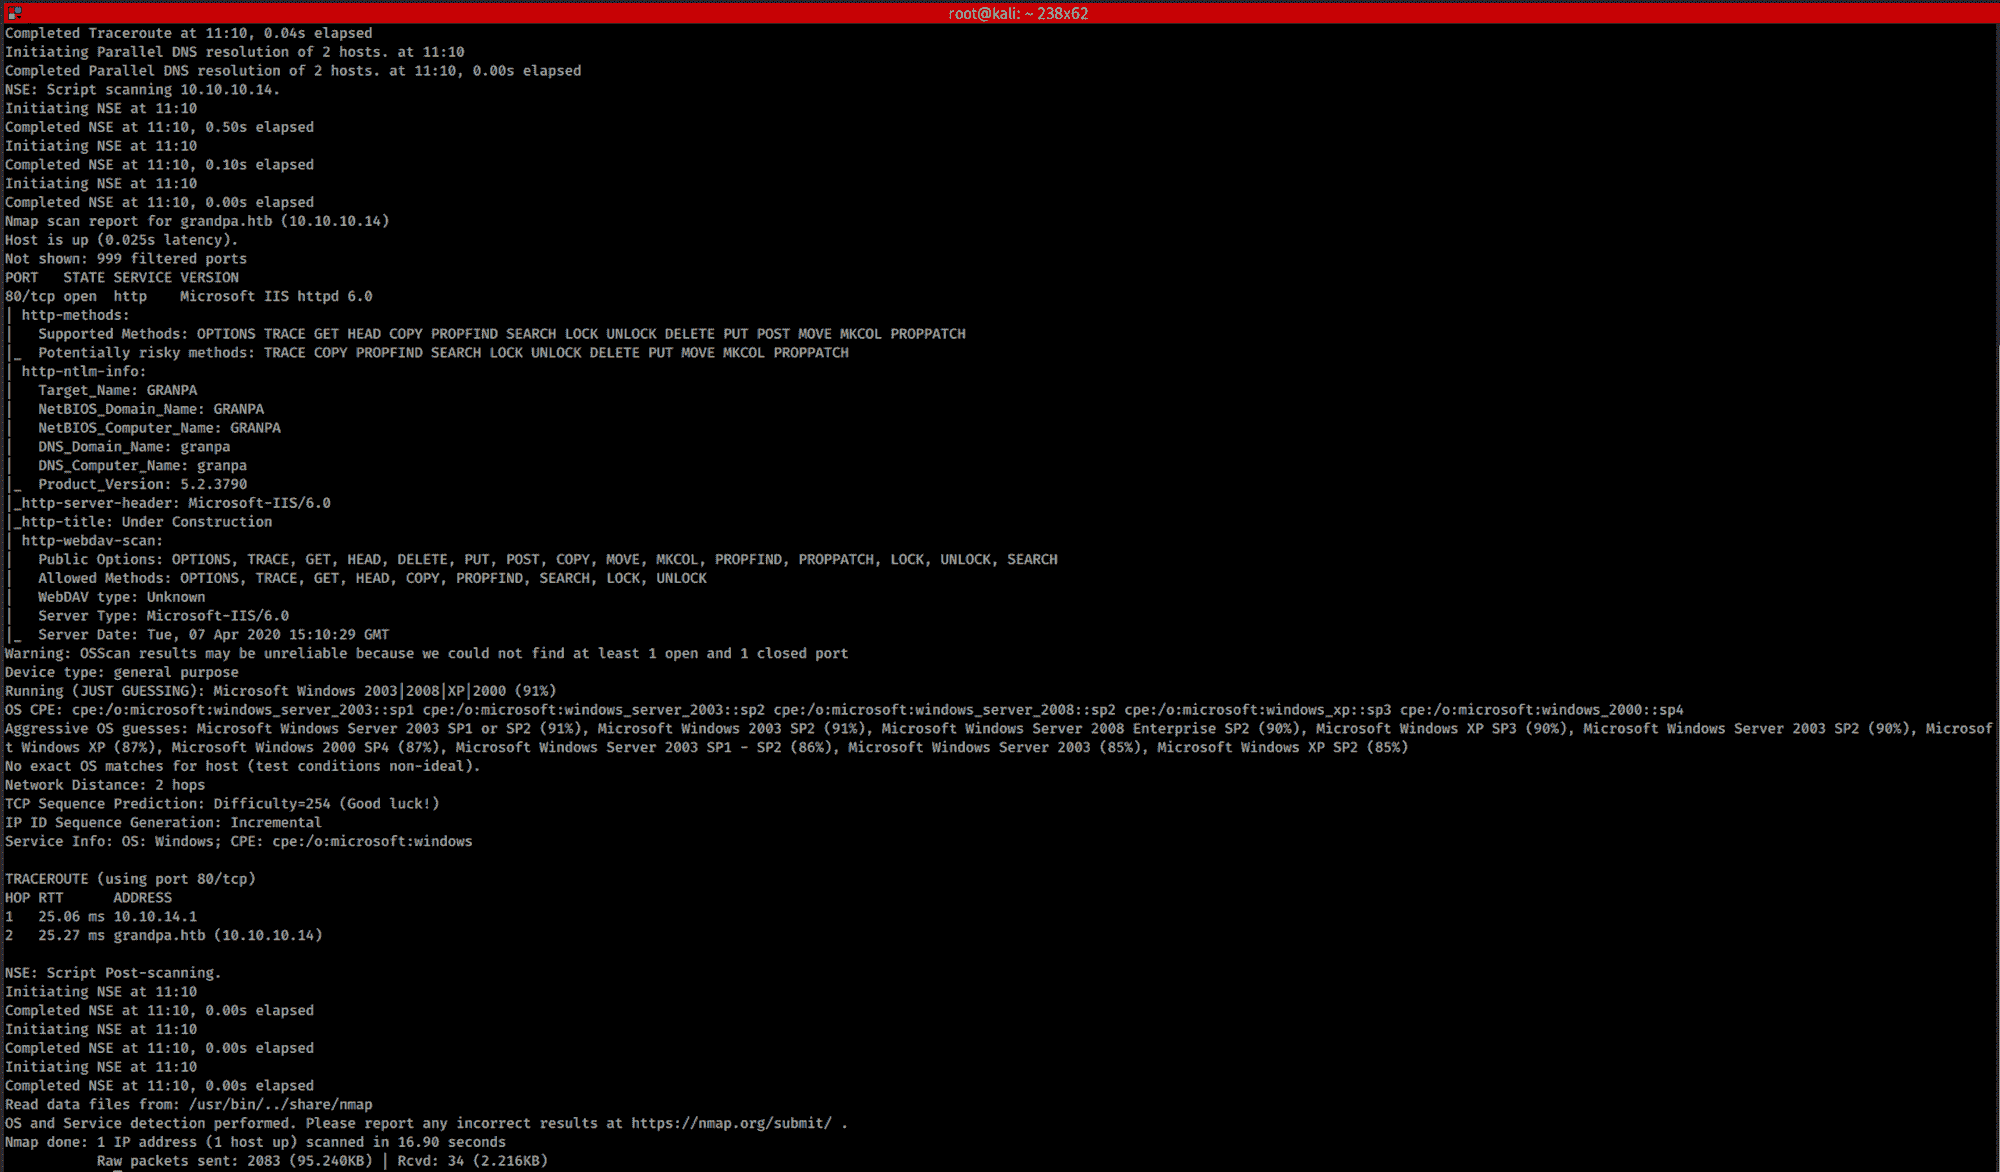 root@kali: ~ 238x62
Completed Traceroute at 11:10, 0.04s elapsed
Initiating Parallel DNS resolution of 2 hosts. at 11:10
Completed Parallel DNS resolution of 2 hosts. at 11:10, 0.00s elapsed
NSE: Script scanning 10.10.10.14.
Initiating NSE at 11:10
Completed NSE at 11:10, 0.50s elapsed
Initiating NSE at 11:10
Completed NSE at 11:10, 0.10s elapsed
Initiating NSE at 11:10
Completed NSE at 11:10, 0.00s elapsed
Nmap scan report for grandpa.htb (10.10.10.14)
Host is up (0.025s latency).
Not shown: 999 filtered ports
PORT   STATE SERVICE VERSION
80/tcp open  http    Microsoft IIS httpd 6.0
| http-methods:
|   Supported Methods: OPTIONS TRACE GET HEAD COPY PROPFIND SEARCH LOCK UNLOCK DELETE PUT POST MOVE MKCOL PROPPATCH
|_  Potentially risky methods: TRACE COPY PROPFIND SEARCH LOCK UNLOCK DELETE PUT MOVE MKCOL PROPPATCH
| http-ntlm-info:
|   Target_Name: GRANPA
|   NetBIOS_Domain_Name: GRANPA
|   NetBIOS_Computer_Name: GRANPA
|   DNS_Domain_Name: granpa
|   DNS_Computer_Name: granpa
|_  Product_Version: 5.2.3790
|_http-server-header: Microsoft-IIS/6.0
|_http-title: Under Construction
| http-webdav-scan:
|   Public Options: OPTIONS, TRACE, GET, HEAD, DELETE, PUT, POST, COPY, MOVE, MKCOL, PROPFIND, PROPPATCH, LOCK, UNLOCK, SEARCH
|   Allowed Methods: OPTIONS, TRACE, GET, HEAD, COPY, PROPFIND, SEARCH, LOCK, UNLOCK
|   WebDAV type: Unknown
|   Server Type: Microsoft-IIS/6.0
|_  Server Date: Tue, 07 Apr 2020 15:10:29 GMT
Warning: OSScan results may be unreliable because we could not find at least 1 open and 1 closed port
Device type: general purpose
Running (JUST GUESSING): Microsoft Windows 2003|2008|XP|2000 (91%)
OS CPE: cpe:/o:microsoft:windows_server_2003::sp1 cpe:/o:microsoft:windows_server_2003::sp2 cpe:/o:microsoft:windows_server_2008::sp2 cpe:/o:microsoft:windows_xp::sp3 cpe:/o:microsoft:windows_2000::sp4
Aggressive OS guesses: Microsoft Windows Server 2003 SP1 or SP2 (91%), Microsoft Windows 2003 SP2 (91%), Microsoft Windows Server 2008 Enterprise SP2 (90%), Microsoft Windows XP SP3 (90%), Microsoft Windows Server 2003 SP2 (90%), Microsof
t Windows XP (87%), Microsoft Windows 2000 SP4 (87%), Microsoft Windows Server 2003 SP1 - SP2 (86%), Microsoft Windows Server 2003 (85%), Microsoft Windows XP SP2 (85%)
No exact OS matches for host (test conditions non-ideal).
Network Distance: 2 hops
TCP Sequence Prediction: Difficulty=254 (Good luck!)
IP ID Sequence Generation: Incremental
Service Info: OS: Windows; CPE: cpe:/o:microsoft:windows
TRACEROUTE (using port 80/tcp)
HOP RTT      ADDRESS
1   25.06 ms 10.10.14.1
2   25.27 ms grandpa.htb (10.10.10.14)
NSE: Script Post-scanning.
Initiating NSE at 11:10
Completed NSE at 11:10, 0.00s elapsed
Initiating NSE at 11:10
Completed NSE at 11:10, 0.00s elapsed
Initiating NSE at 11:10
Completed NSE at 11:10, 0.00s elapsed
Read data files from: /usr/bin/../share/nmap
OS and Service detection performed. Please report any incorrect results at https://nmap.org/submit/ .
Nmap done: 1 IP address (1 host up) scanned in 16.90 seconds
           Raw packets sent: 2083 (95.240KB) | Rcvd: 34 (2.216KB)